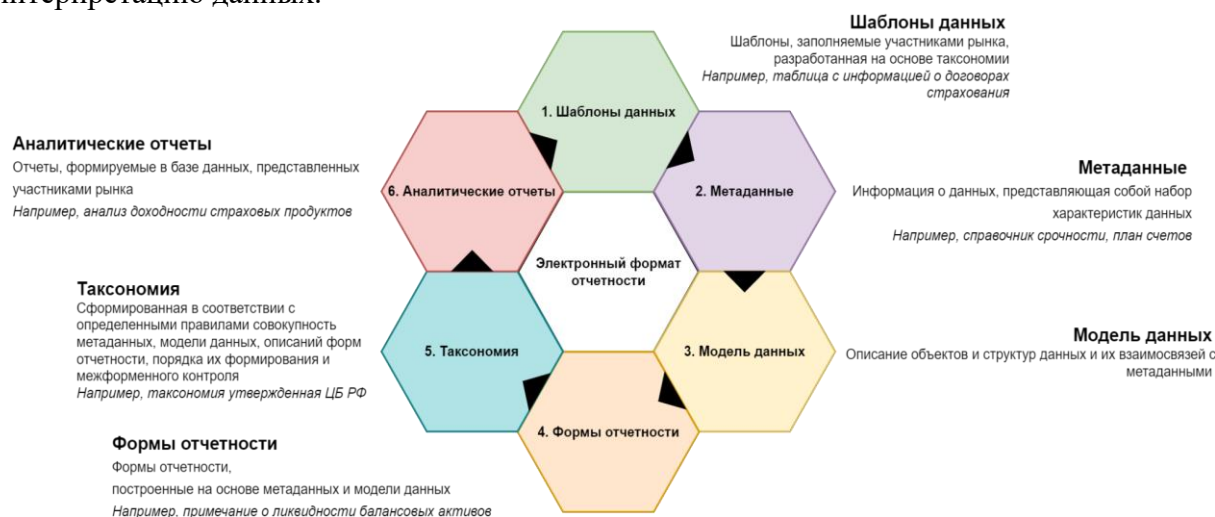 интерпретацию данных.
Шаблоны данных
Шаблоны, заполняемые участниками рынка,
разработанная на основе таксономии
Например, таблица с информацией о договорах
страхования
1. Шаблоны данных
Аналитические отчеты
Отчеты, формируемые в базе данных, представленных
участниками рынка
Например, анализ доходности страховых продуктов
6. Аналитические отчеты
2. Метаданные
Метаданные
Информация о данных, представляющая собой набор
характеристик данных
Например, справочник срочности, план счетов
Электронный формат
отчетности
Таксономия
Сформированная в соответствии с
определенными правилами совокупность
метаданных, модели данных, описаний форм
отчетности, порядка их формирования и
межформенного контроля
Например, таксономия утвержденная ЦБ РФ
5. Таксономия
3. Модель данных
Модель данных
Описание объектов и структур данных и их взаимосвязей с
метаданными
4. Формы отчетности
Формы отчетности
Формы отчетности,
построенные на основе метаданных и модели данных
Например, примечание о ликвидности балансовых активов